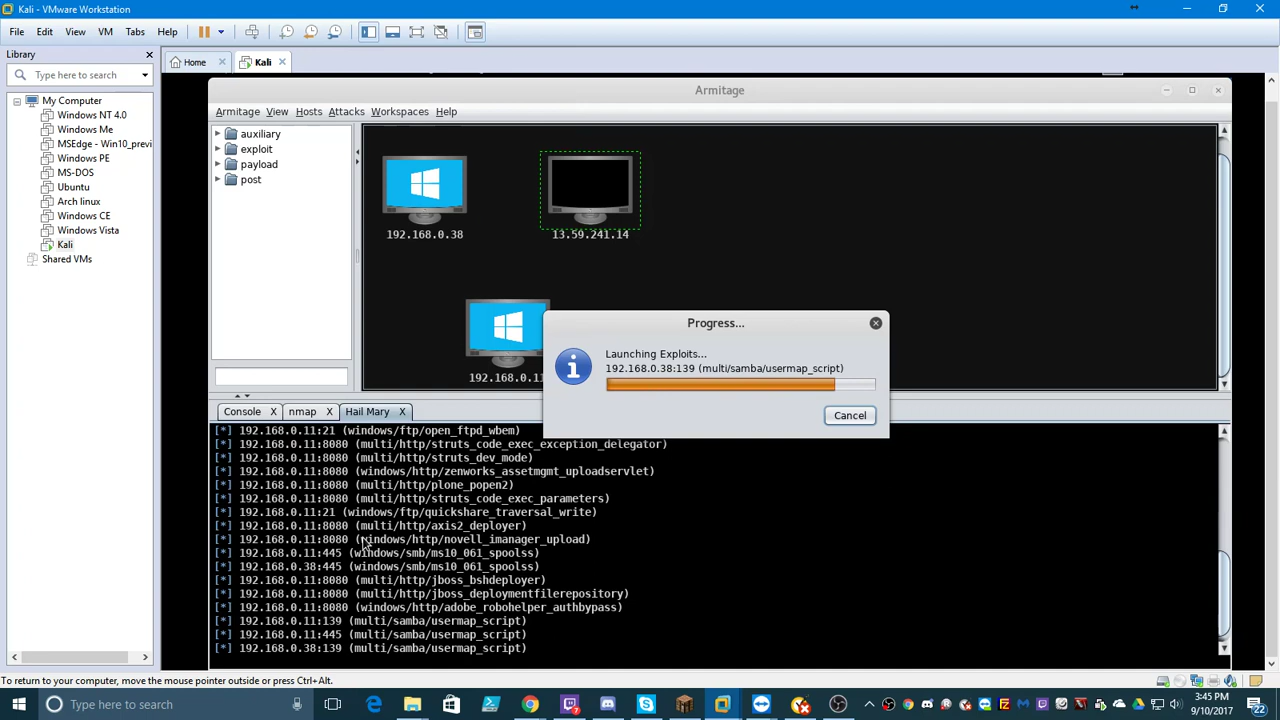 Kali - VMware Workstation
File Edit View VM Tabs Help
Library
Type here to search
My Computer
Windows NT 4.0
Windows Me
MSEdge - Win10_previ
Windows PE
MS-DOS
Ubuntu
Arch linux
Windows CE
Windows Vista
Kali
Shared VMs
Home
Kali
Armitage
Armitage View Hosts Attacks Workspaces Help
auxiliary
exploit
payload
post
192.168.0.38
13.59.241.14
192.168.0.11
Progress...
Launching Exploits...
192.168.0.38:139 (multi/samba/usermap_script)
Cancel
Console X nmap X Hail Mary X
[*] 192.168.0.11:21 (windows/ftp/open_ftpd_wbem)
[*] 192.168.0.11:8080 (multi/http/struts_code_exec_exception_delegator)
[*] 192.168.0.11:8080 (multi/http/struts_dev_mode)
[*] 192.168.0.11:8080 (windows/http/zenworks_assetmgmt_uploadservlet)
[*] 192.168.0.11:8080 (multi/http/plone_popen2)
[*] 192.168.0.11:8080 (multi/http/struts_code_exec_parameters)
[*] 192.168.0.11:21 (windows/ftp/quickshare_traversal_write)
[*] 192.168.0.11:8080 (multi/http/axis2_deployer)
[*] 192.168.0.11:8080 (windows/http/novell_imanager_upload)
[*] 192.168.0.11:445 (windows/smb/ms10_061_spoolss)
[*] 192.168.0.38:445 (windows/smb/ms10_061_spoolss)
[*] 192.168.0.11:8080 (multi/http/jboss_bshdeployer)
[*] 192.168.0.11:8080 (multi/http/jboss_deploymentfilerepository)
[*] 192.168.0.11:8080 (windows/http/adobe_robohelper_authbypass)
[*] 192.168.0.11:139 (multi/samba/usermap_script)
[*] 192.168.0.11:445 (multi/samba/usermap_script)
[*] 192.168.0.38:139 (multi/samba/usermap_script)
To return to your computer, move the mouse pointer outside or press Ctrl+Alt.
Type here to search
3:45 PM
9/10/2017